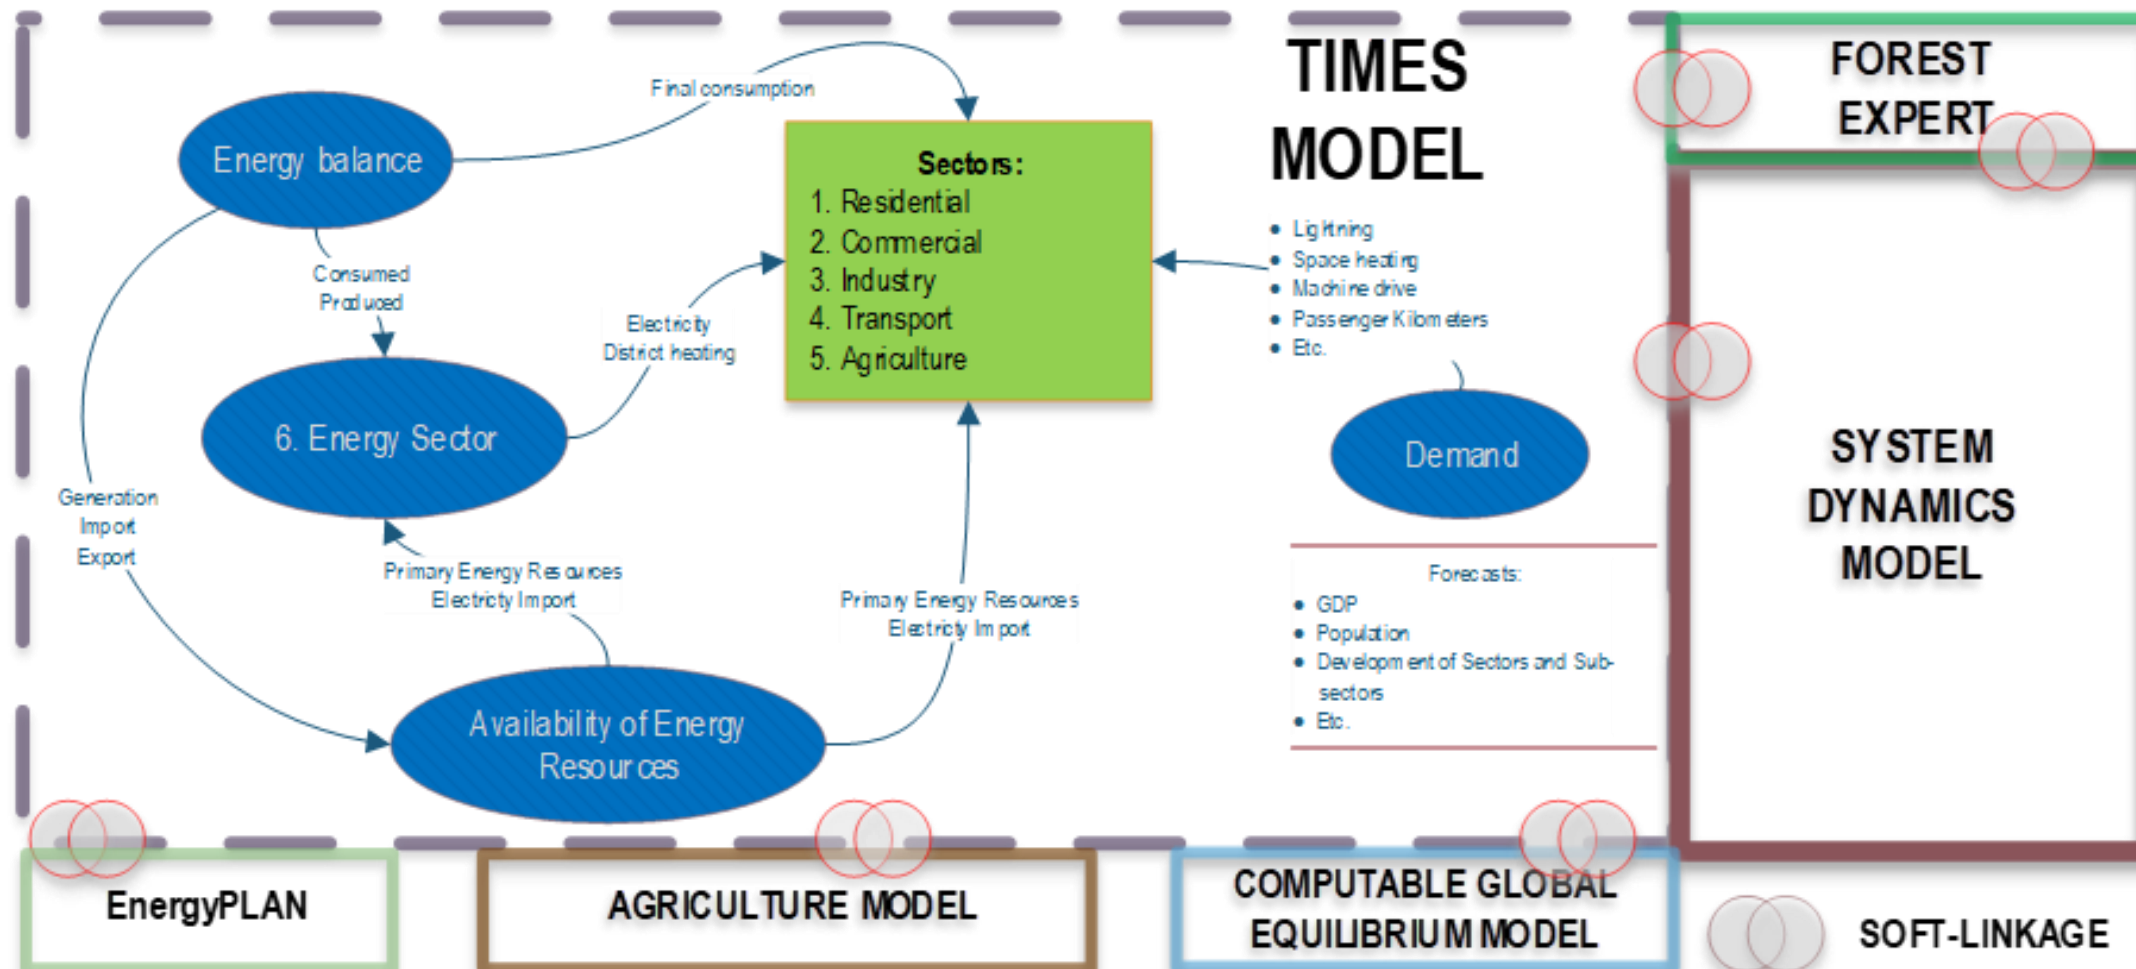 TIMES
MODEL
FOREST
EXPERT
Final consumption
Energy balance
Sectors:
1. Residential
2. Commercial
3. Industry
4. Transport
5. Agriculture
Consumed
Produced
Electricity
District heating
6. Energy Sector
Generation
Import
Export
Primary Energy Resources
Electricty Import
Primary Energy Resources
Electricty Import
Availability of Energy
Resources
• Lightning
• Space heating
• Machine drive
• Passenger Kilometers
• Etc.
Demand
Forecasts:
• GDP
• Population
• Development of Sectors and Sub-
sectors
• Etc.
SYSTEM
DYNAMICS
MODEL
EnergyPLAN
AGRICULTURE MODEL
COMPUTABLE GLOBAL
EQUILIBRIUM MODEL
SOFT-LINKAGE